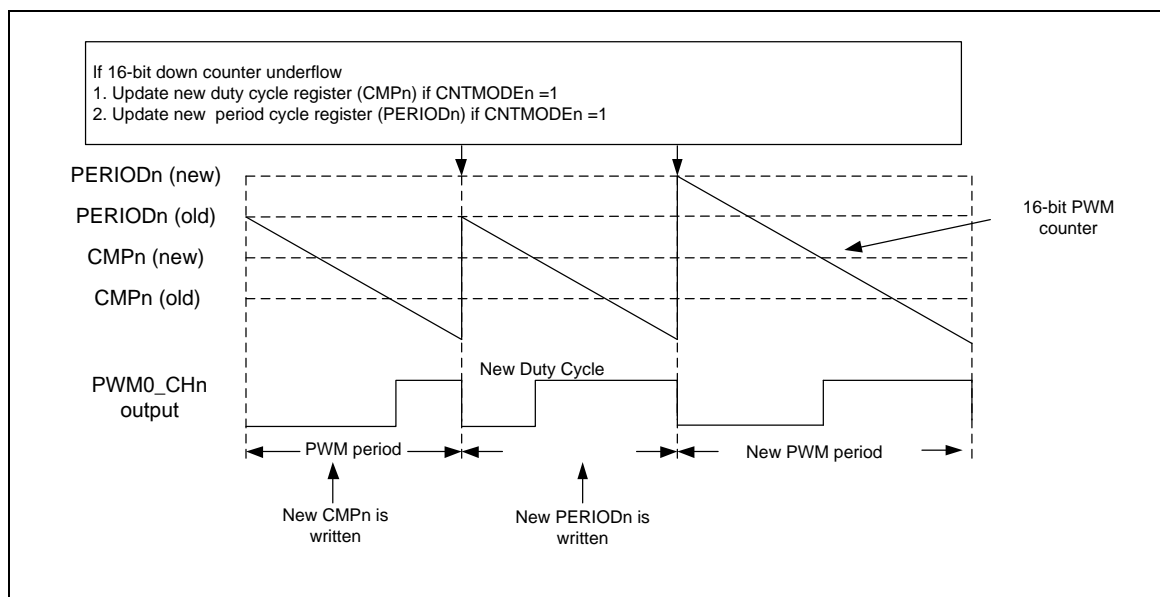 If 16-bit down counter underflow
1. Update new duty cycle register (CMPn) if CNTMODEn =1
2. Update new  period cycle register (PERIODn) if CNTMODEn =1
PERIODn (new)
PERIODn (old)
CMPn (new)
CMPn (old)
16-bit PWM
counter
New Duty Cycle
PWM0_CHn
output
PWM period
New PWM period
New CMPn is
written
New PERIODn is
written